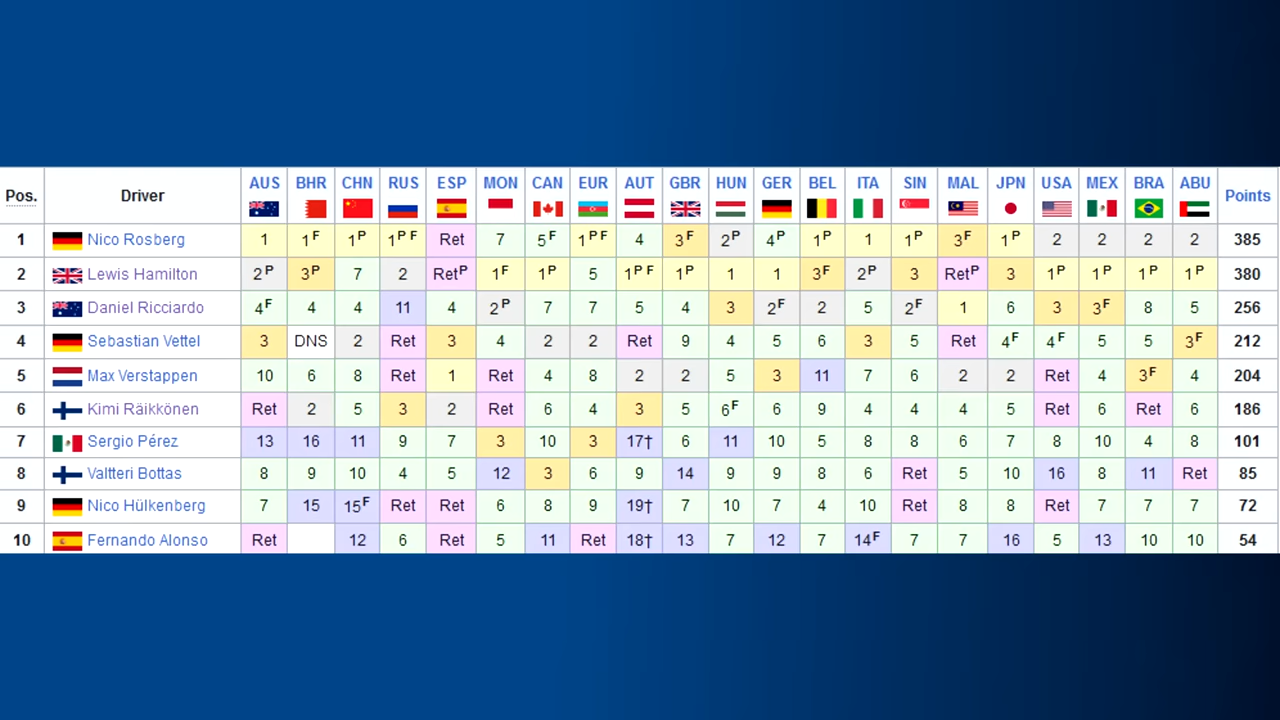 Pos. Driver AUS BHR CHN RUS ESP MON CAN EUR AUT GBR HUN GER BEL ITA SIN MAL JPN USA MEX BRA ABU Points
1 Nico Rosberg 1 1F 1P 1P F Ret 7 5F 1P F 4 3F 2P 4P 1P 1 1P 3F 1P 2 2 2 2 385
2 Lewis Hamilton 2P 3P 7 2 RetP 1F 1P 5 1P F 1P 1 1 3F 2P 3 RetP 3 1P 1P 1P 1P 380
3 Daniel Ricciardo 4F 4 4 11 4 2P 7 7 5 4 3 2F 2 5 2F 1 6 3 3F 8 5 256
4 Sebastian Vettel 3 DNS 2 Ret 3 4 2 2 Ret 9 4 5 6 3 5 Ret 4F 4F 5 5 3F 212
5 Max Verstappen 10 6 8 Ret 1 Ret 4 8 2 2 5 3 11 7 6 2 2 Ret 4 3F 4 204
6 Kimi Räikkönen Ret 2 5 3 2 Ret 6 4 3 5 6F 6 9 4 4 4 5 Ret 6 Ret 6 186
7 Sergio Pérez 13 16 11 9 7 3 10 3 17† 6 11 10 5 8 8 6 7 8 10 4 8 101
8 Valtteri Bottas 8 9 10 4 5 12 3 6 9 14 9 9 8 6 Ret 5 10 16 8 11 Ret 85
9 Nico Hülkenberg 7 15 15F Ret Ret 6 8 9 19† 7 10 7 4 10 Ret 8 8 Ret 7 7 7 72
10 Fernando Alonso Ret 12 6 Ret 5 11 Ret 18† 13 7 12 7 14F 7 7 16 5 13 10 10 54